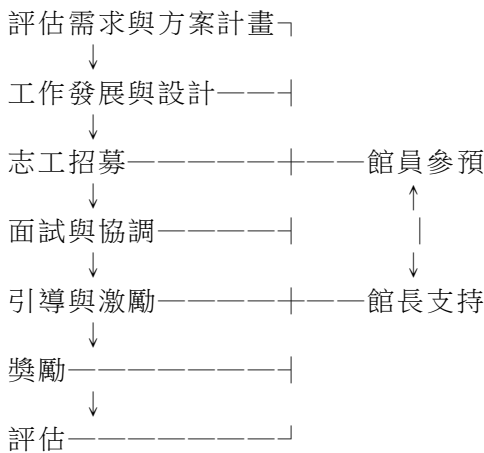 評估需求與方案計畫
工作發展與設計
志工招募 館員參預
面試與協調
引導與激勵 館長支持
獎勵
評估